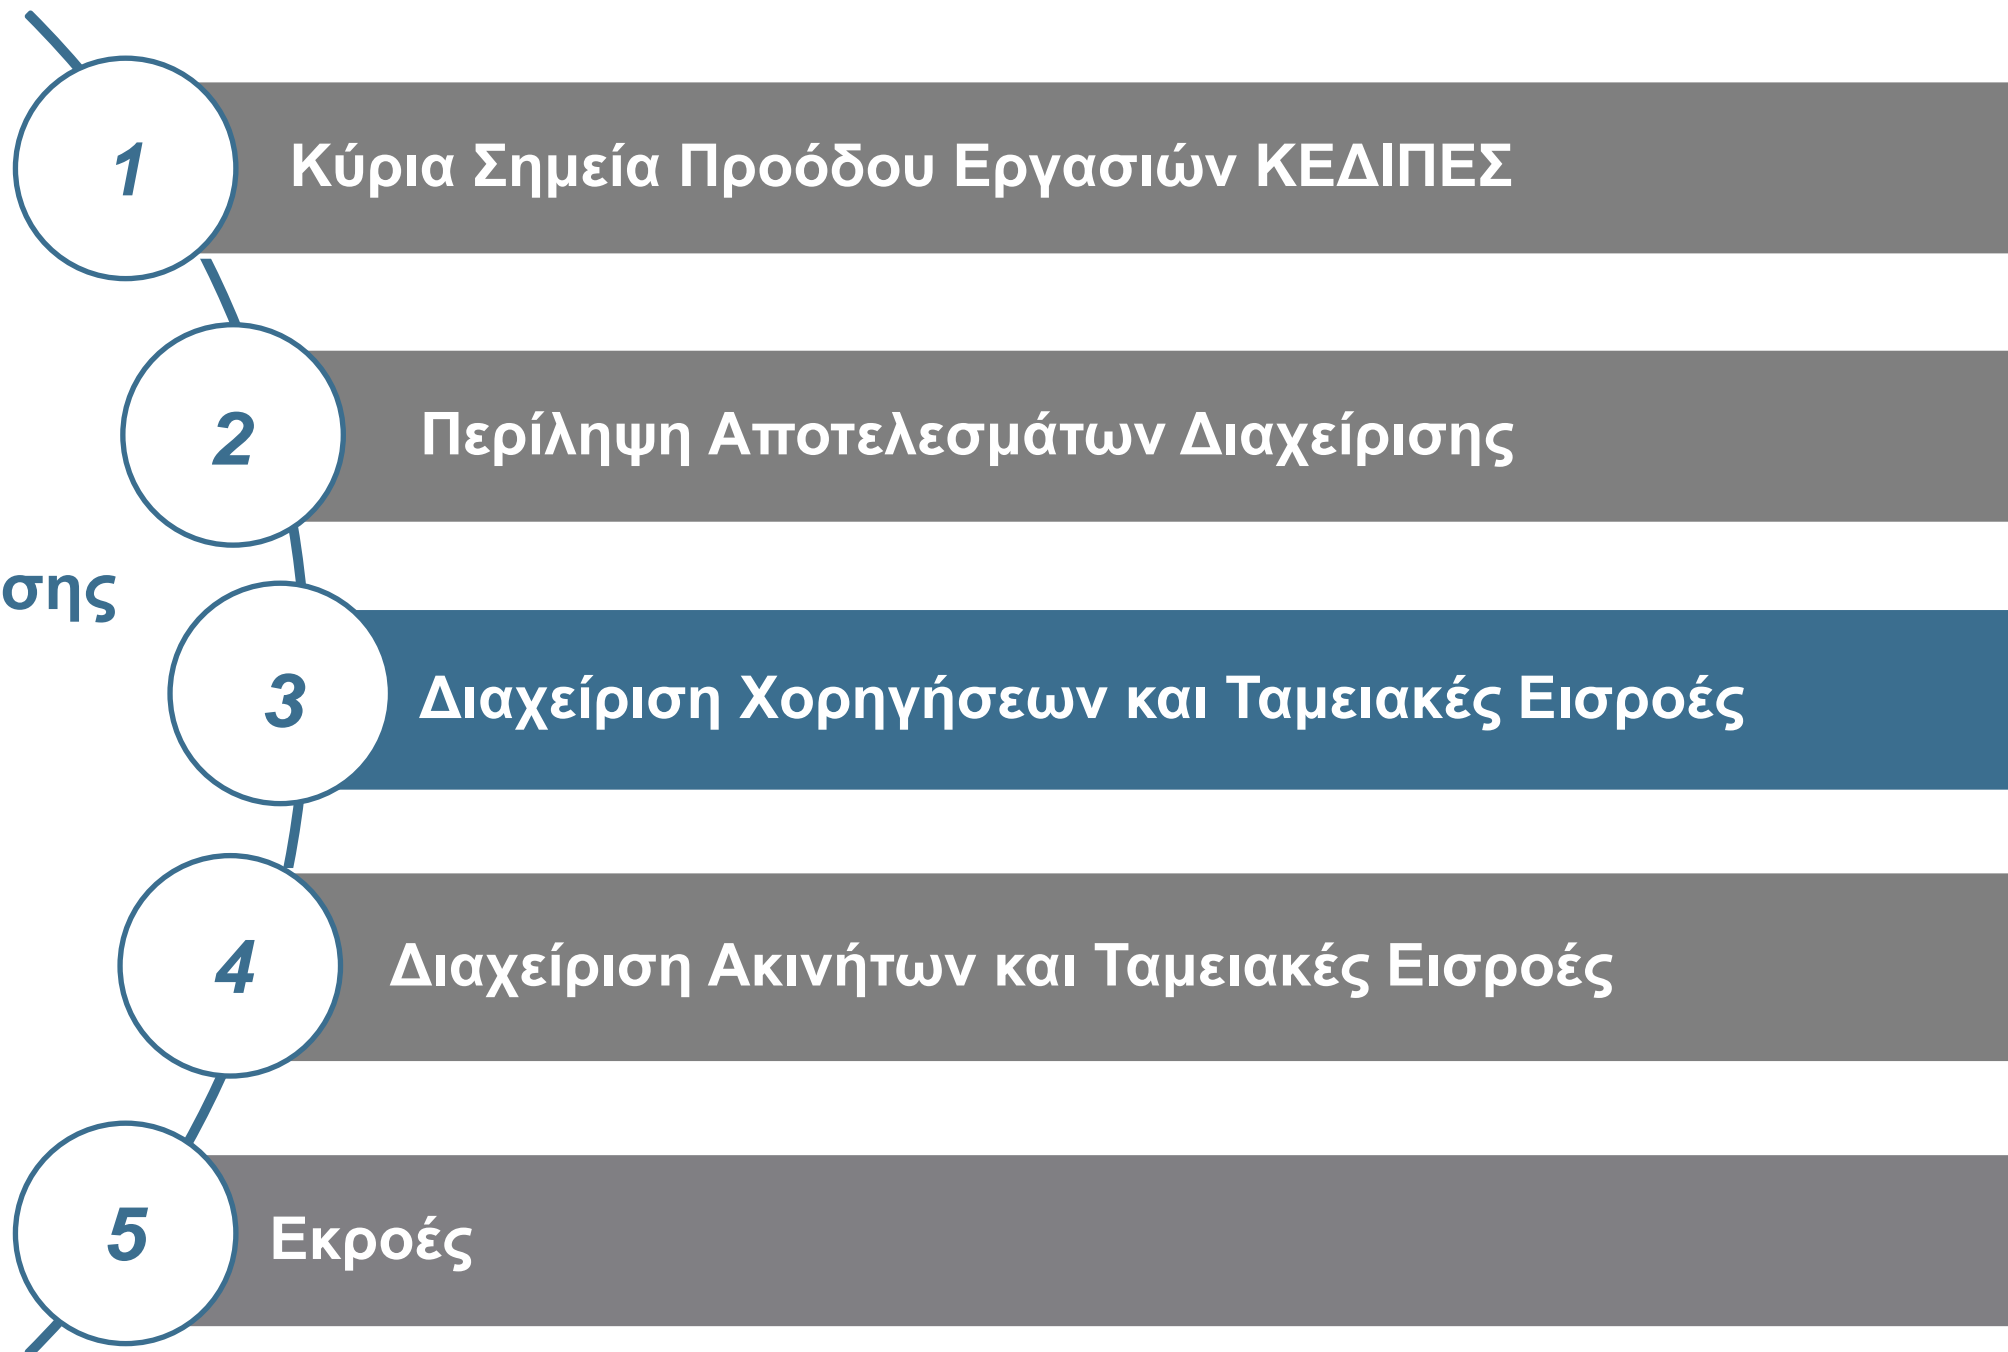 1
Κύρια Σημεία Προόδου Εργασιών ΚΕΔΙΠΕΣ
2
Περίληψη Αποτελεσμάτων Διαχείρισης
σης
3
Διαχείριση Χορηγήσεων και Ταμειακές Εισροές
4
Διαχείριση Ακινήτων και Ταμειακές Εισροές
5
Εκροές